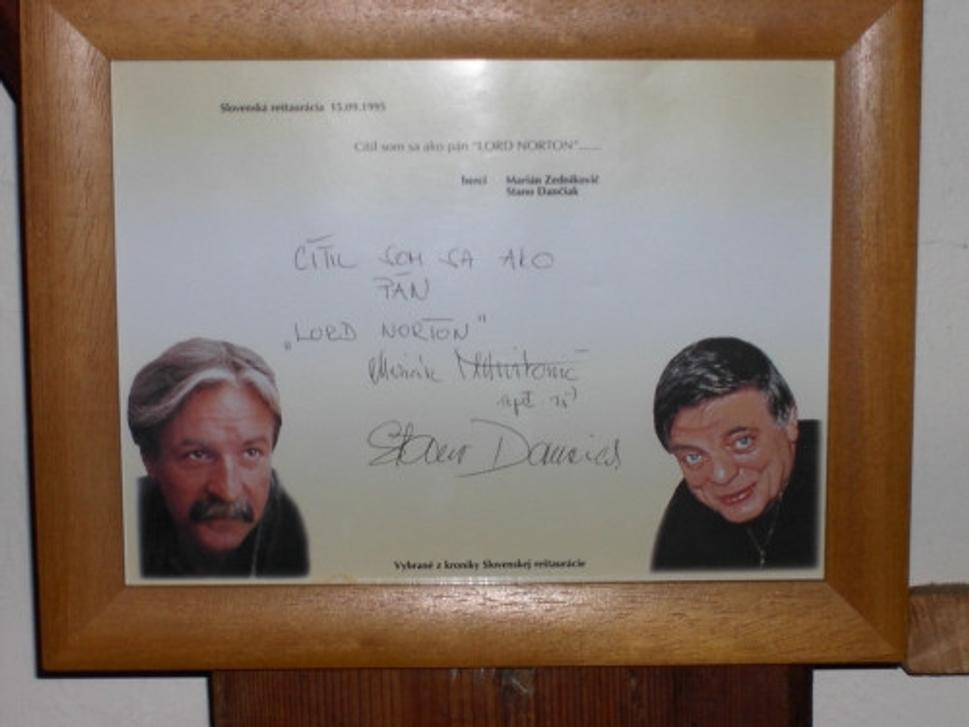 Slovenská reštaurácia 15.09.1995
Cítil som sa ako pán "LORD NORTON"......
herci Marián Zednikovič
Stano Dančiak
CÍTIL SOM SA AKO
PÁN
„LORD NORTON"
Marián
Stano Dančiak
Vybrané z kroniky Slovenskej reštaurácie